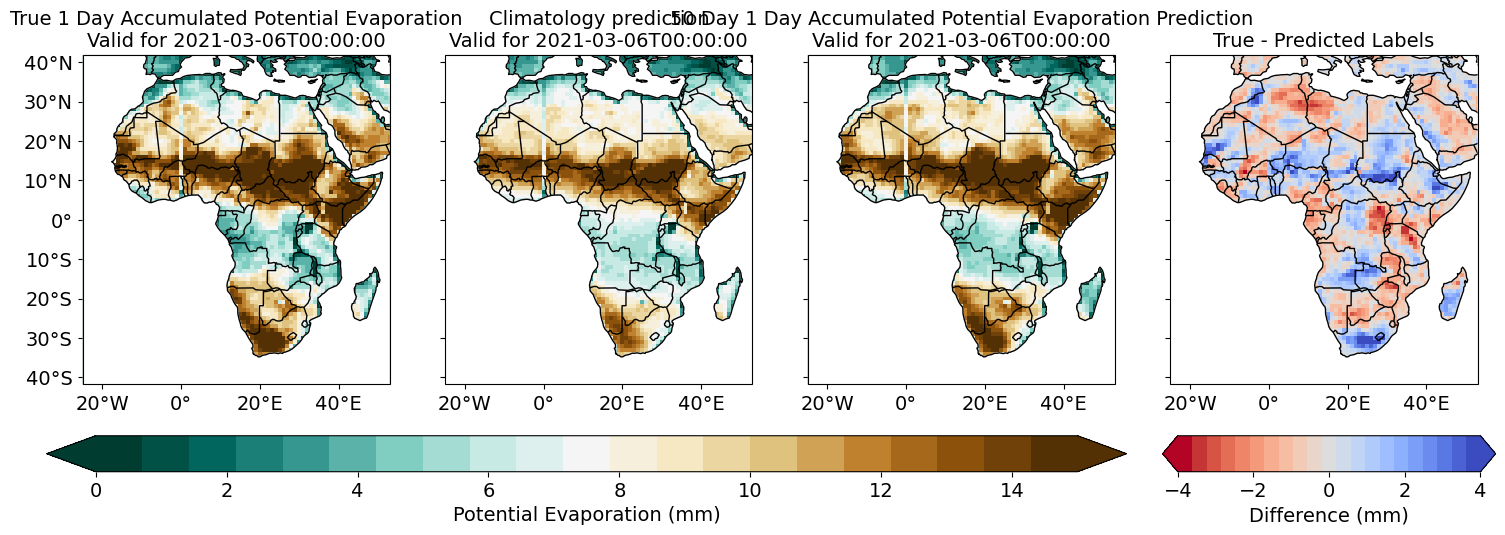 True 1 Day Accumulated Potential Evaporation
Valid for 2021-03-06T00:00:00
Climatology prediction
Valid for 2021-03-06T00:00:00
50 Day 1 Day Accumulated Potential Evaporation Prediction
Valid for 2021-03-06T00:00:00
True - Predicted Labels
40°N
30°N
20°N
10°N
0°
10°S
20°S
30°S
40°S
20°W 0° 20°E 40°E
20°W 0° 20°E 40°E
20°W 0° 20°E 40°E
20°W 0° 20°E 40°E
0 2 4 6 8 10 12 14
Potential Evaporation (mm)
−4 −2 0 2 4
Difference (mm)